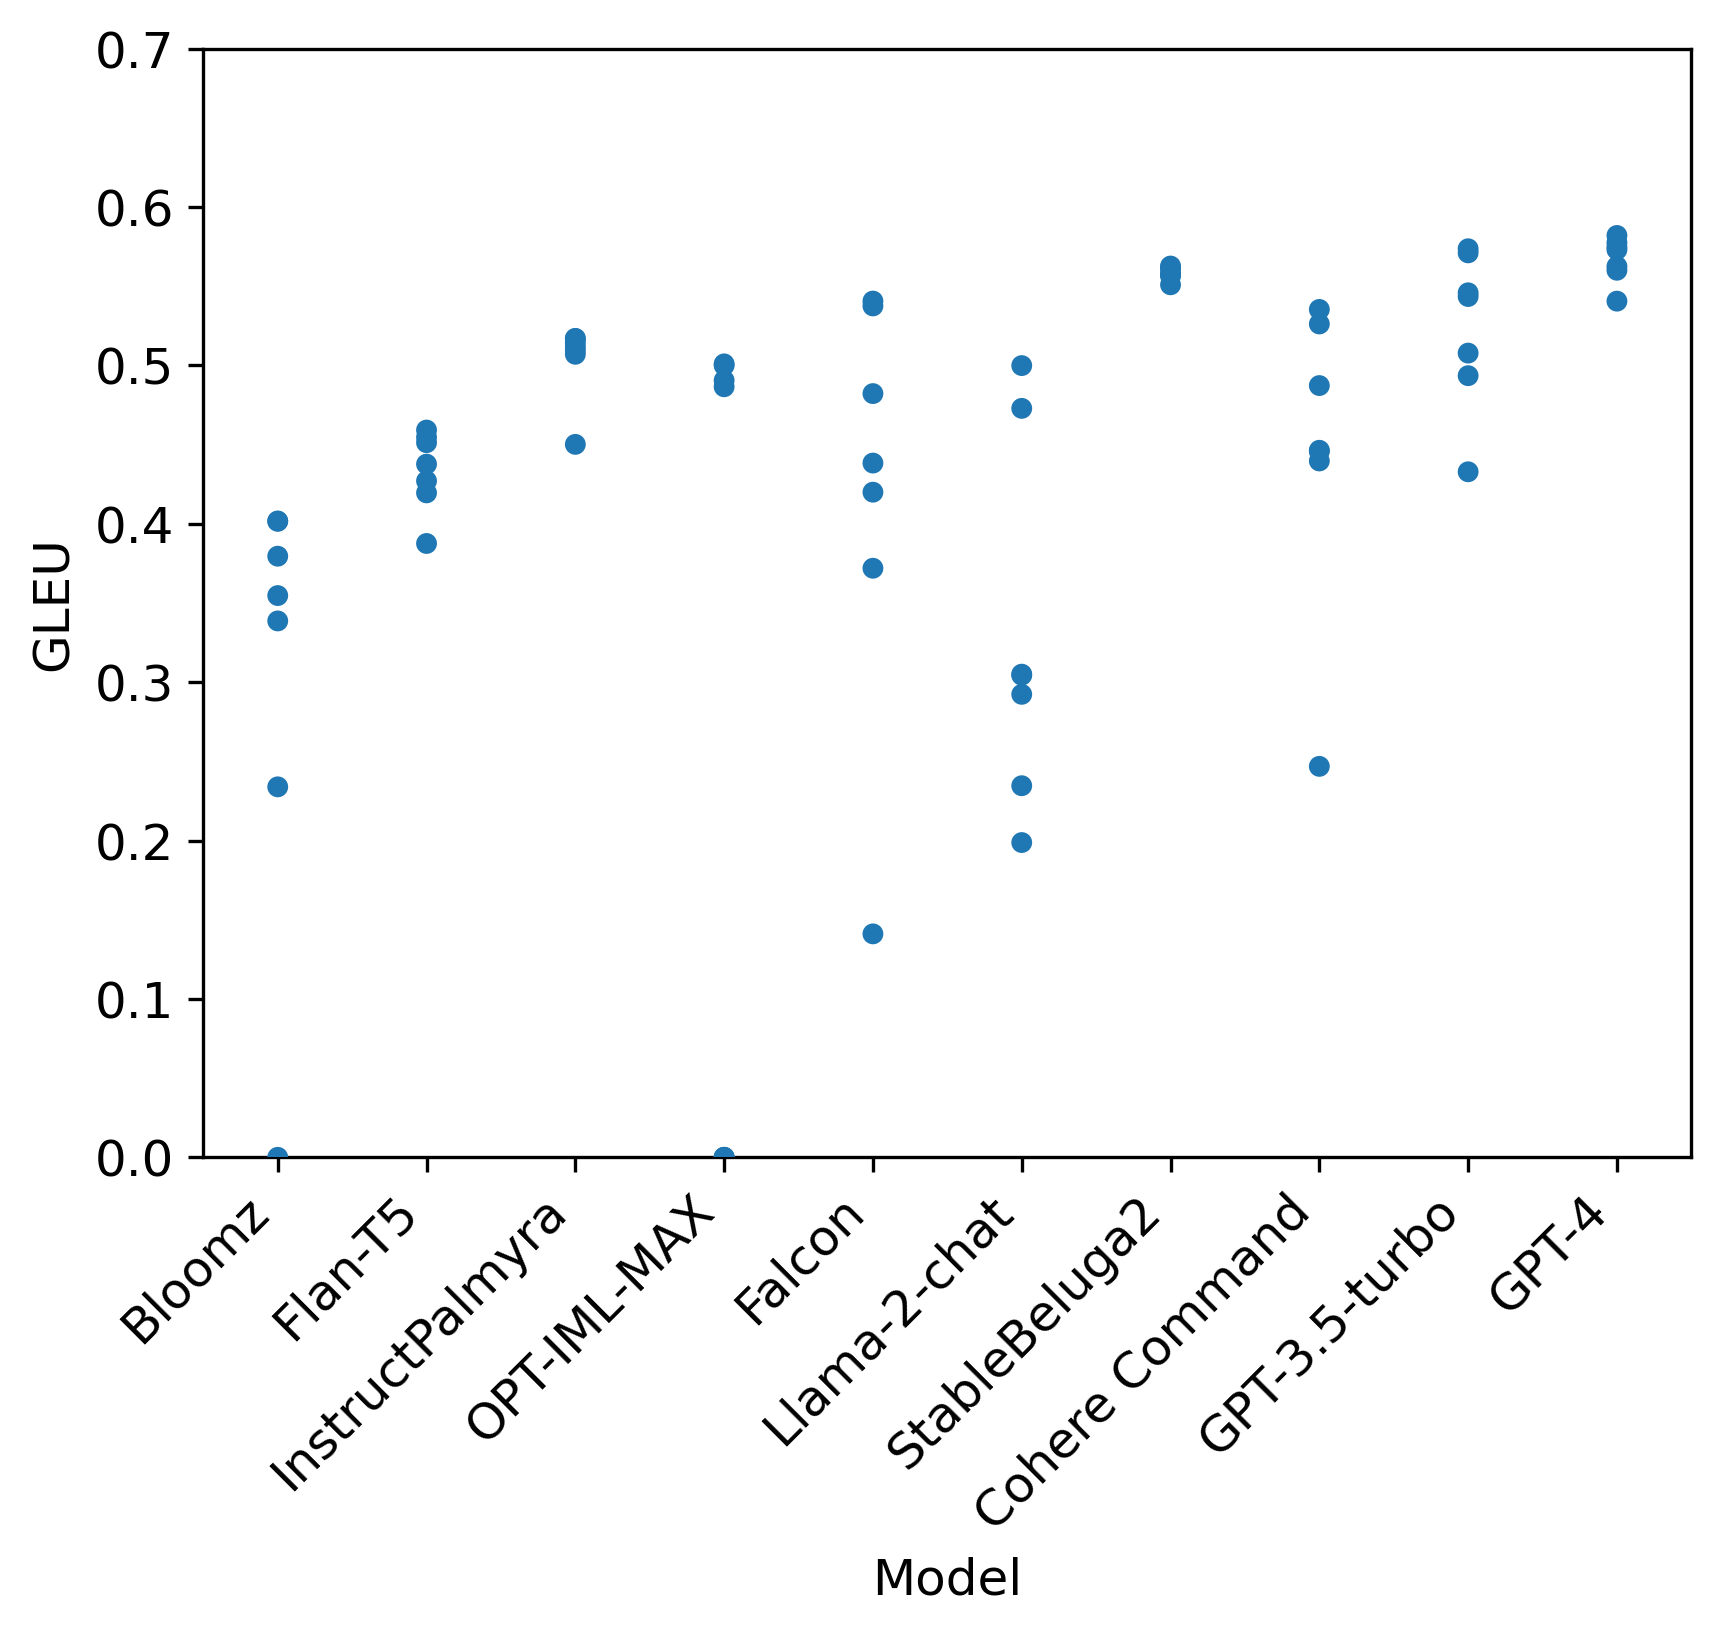 0.7
0.6
0.5
0.4
0.3
0.2
0.1
0.0
GLEU
Bloomz
Flan-T5
InstructPalmyra
OPT-IML-MAX
Falcon
Llama-2-chat
StableBeluga2
Cohere Command
GPT-3.5-turbo
GPT-4
Model